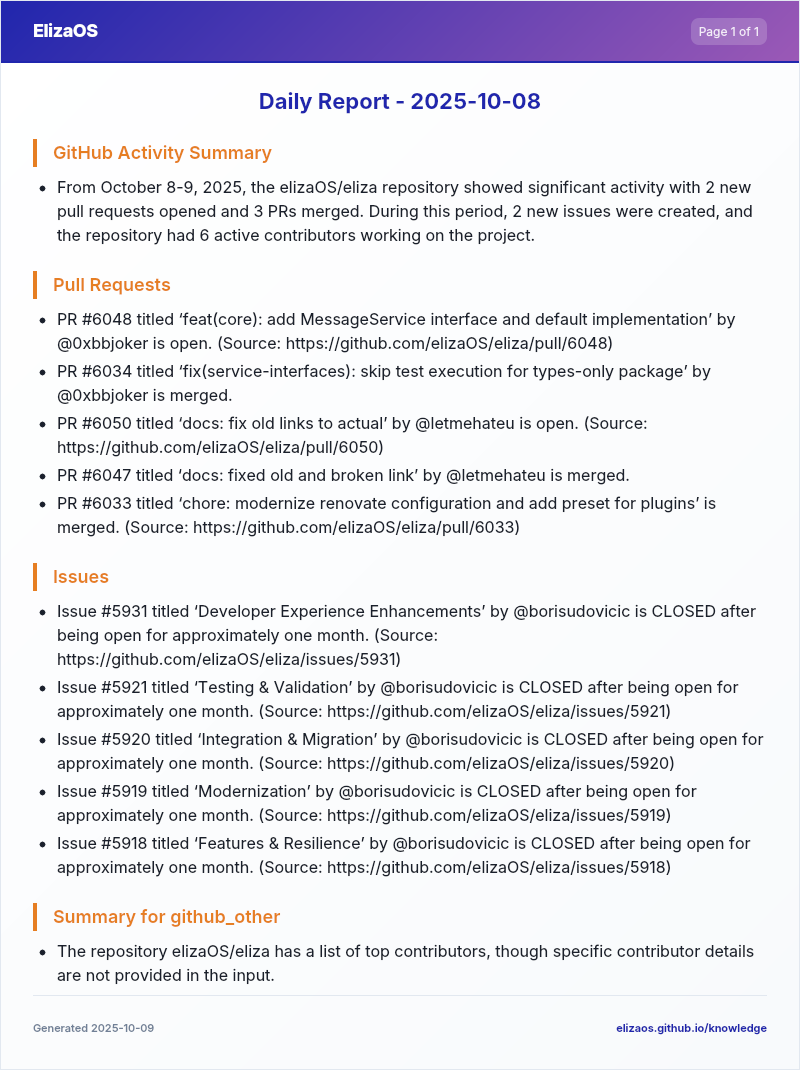 ElizaOS
Page 1 of 1
Daily Report - 2025-10-08
GitHub Activity Summary
• From October 8-9, 2025, the elizaOS/eliza repository showed significant activity with 2 new
pull requests opened and 3 PRs merged. During this period, 2 new issues were created, and
the repository had 6 active contributors working on the project.
Pull Requests
• PR #6048 titled ‘feat(core): add MessageService interface and default implementation’ by
@0xbbjoker is open. (Source: https://github.com/elizaOS/eliza/pull/6048)
• PR #6034 titled ‘fix(service-interfaces): skip test execution for types-only package’ by
@0xbbjoker is merged.
• PR #6050 titled ‘docs: fix old links to actual’ by @letmehateu is open. (Source:
https://github.com/elizaOS/eliza/pull/6050)
• PR #6047 titled ‘docs: fixed old and broken link’ by @letmehateu is merged.
• PR #6033 titled ‘chore: modernize renovate configuration and add preset for plugins’ is
merged. (Source: https://github.com/elizaOS/eliza/pull/6033)
Issues
• Issue #5931 titled ‘Developer Experience Enhancements’ by @borisudovicic is CLOSED after
being open for approximately one month. (Source:
https://github.com/elizaOS/eliza/issues/5931)
• Issue #5921 titled ‘Testing & Validation’ by @borisudovicic is CLOSED after being open for
approximately one month. (Source: https://github.com/elizaOS/eliza/issues/5921)
• Issue #5920 titled ‘Integration & Migration’ by @borisudovicic is CLOSED after being open for
approximately one month. (Source: https://github.com/elizaOS/eliza/issues/5920)
• Issue #5919 titled ‘Modernization’ by @borisudovicic is CLOSED after being open for
approximately one month. (Source: https://github.com/elizaOS/eliza/issues/5919)
• Issue #5918 titled ‘Features & Resilience’ by @borisudovicic is CLOSED after being open for
approximately one month. (Source: https://github.com/elizaOS/eliza/issues/5918)
Summary for github_other
• The repository elizaOS/eliza has a list of top contributors, though specific contributor details
are not provided in the input.
Generated 2025-10-09
elizaos.github.io/knowledge